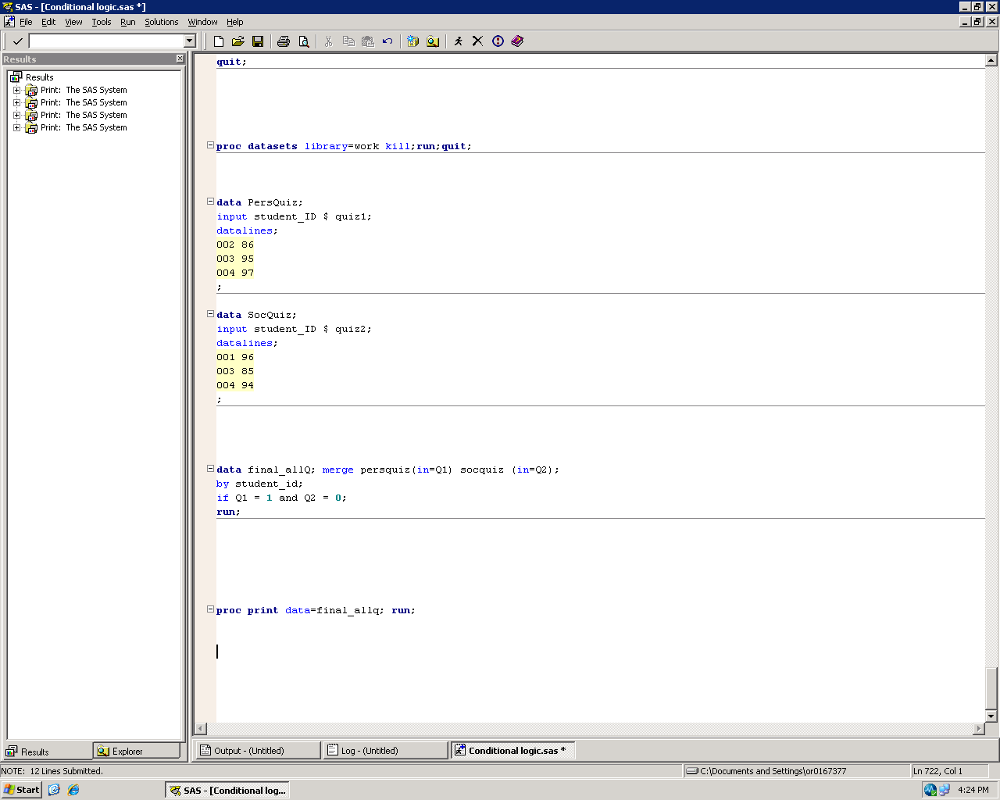 SAS - [Conditional logic.sas *]
File Edit View Tools Run Solutions Window Help
Results
Results
Print: The SAS System
Print: The SAS System
Print: The SAS System
Print: The SAS System
quit;
proc datasets library=work kill;run;quit;
data PersQuiz;
input student_ID $ quiz1;
datalines;
002 86
003 95
004 97
;
data SocQuiz;
input student_ID $ quiz2;
datalines;
001 96
003 85
004 94
;
data final_allQ; merge persquiz(in=Q1) socquiz (in=Q2);
by student_id;
if Q1 = 1 and Q2 = 0;
run;
proc print data=final_allq; run;
Results Explorer
Output - (Untitled) Log - (Untitled) Conditional logic.sas *
NOTE: 12 Lines Submitted. C:\Documents and Settings\or0167377 Ln 722, Col 1
Start SAS - [Conditional log... 4:24 PM